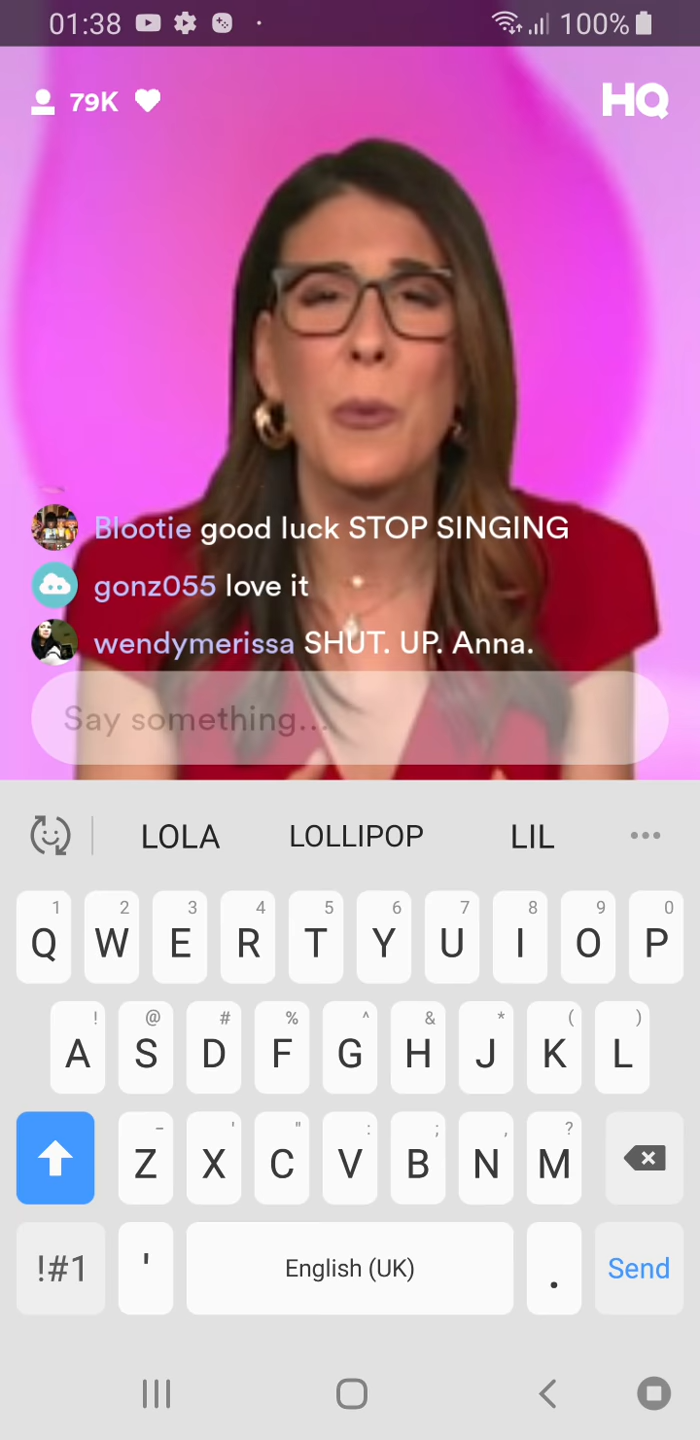 01:38 100%
79K
HQ
Blootie good luck STOP SINGING
gonz055 love it
wendymerissa SHUT. UP. Anna.
Say something...
LOLA LOLLIPOP LIL ...
1 2 3 4 5 6 7 8 9 0
Q W E R T Y U I O P
! @ # % ^ & * ( )
A S D F G H J K L
- ' " : ; , ?
Z X C V B N M
!#1 ' English (UK) . Send